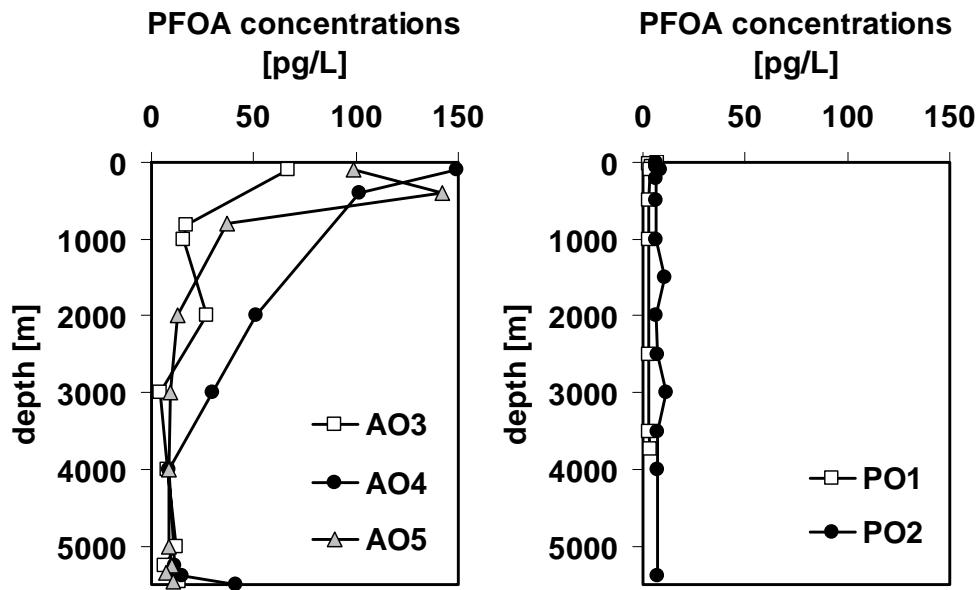 PFOA concentrations
[pg/L]
0 50 100 150
0
1000
2000
3000
4000
5000
depth [m]
AO3
AO4
AO5
PFOA concentrations
[pg/L]
0 50 100 150
0
1000
2000
3000
4000
5000
depth [m]
PO1
PO2